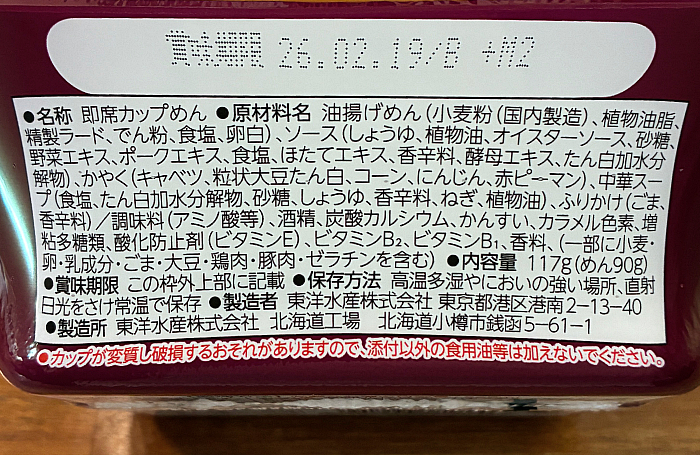 賞味期限 26.02.19/B +M2
●名称 即席カップめん ●原材料名 油揚げめん(小麦粉(国内製造)、植物油脂、
精製ラード、でん粉、食塩、卵白)、ソース(しょうゆ、植物油、オイスターソース、砂糖、
野菜エキス、ポークエキス、食塩、ほたてエキス、香辛料、酵母エキス、たん白加水分
解物)、かやく(キャベツ、粒状大豆たん白、コーン、にんじん、赤ピーマン)、中華スー
プ(食塩、たん白加水分解物、砂糖、しょうゆ、香辛料、ねぎ、植物油)、ふりかけ(ごま、
香辛料)／調味料(アミノ酸等)、酒精、炭酸カルシウム、かんすい、カラメル色素、増
粘多糖類、酸化防止剤(ビタミンE)、ビタミンB₂、ビタミンB₁、香料、(一部に小麦・
卵・乳成分・ごま・大豆・鶏肉・豚肉・ゼラチンを含む) ●内容量 117g(めん90g)
●賞味期限 この枠外上部に記載 ●保存方法 高温多湿やにおいの強い場所、直射
日光をさけ常温で保存 ●製造者 東洋水産株式会社 東京都港区港南2-13-40
●製造所 東洋水産株式会社 北海道工場 北海道小樽市銭函5-61-1
●カップが変質し破損するおそれがありますので、添付以外の食用油等は加えないでください。